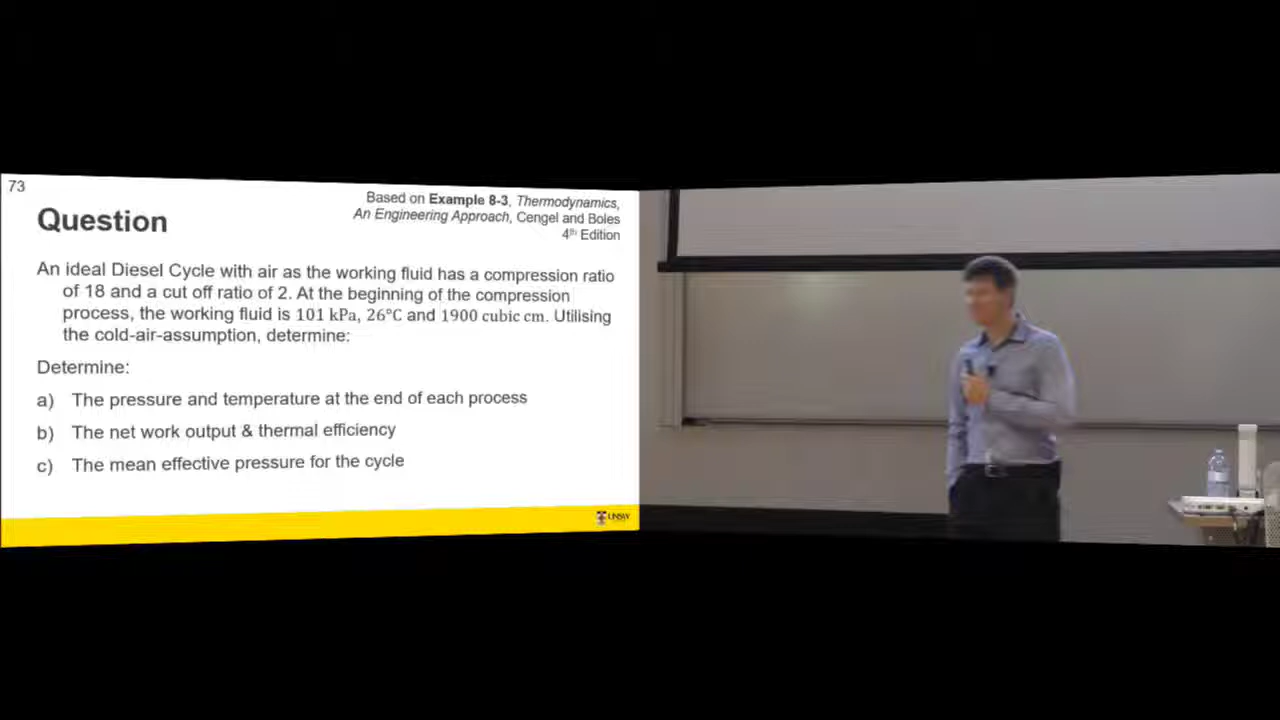 73
Based on Example 8-3, Thermodynamics,
An Engineering Approach, Cengel and Boles
4th Edition
Question
An ideal Diesel Cycle with air as the working fluid has a compression ratio
of 18 and a cut off ratio of 2. At the beginning of the compression
process, the working fluid is 101 kPa, 26°C and 1900 cubic cm. Utilising
the cold-air-assumption, determine:
Determine:
a) The pressure and temperature at the end of each process
b) The net work output & thermal efficiency
c) The mean effective pressure for the cycle
UNSW